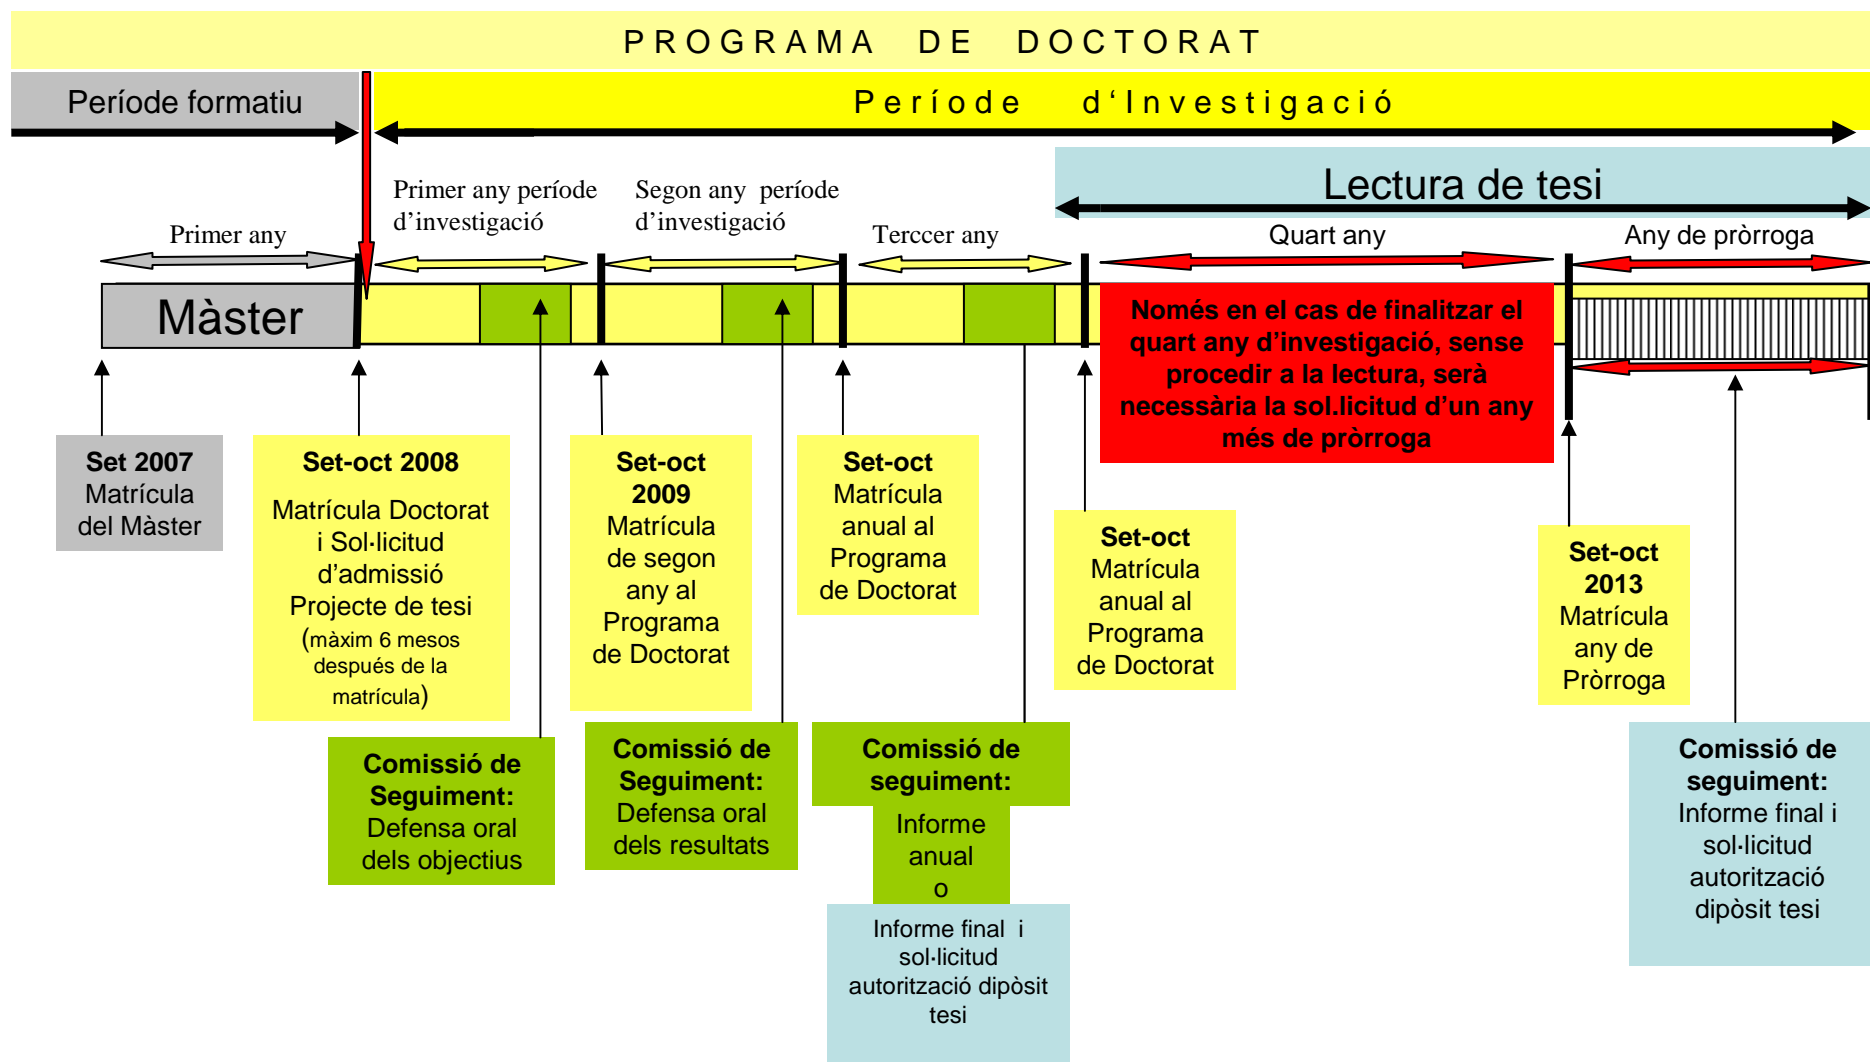 PROGRAMA DE DOCTORAT
Període formatiu
Període d‘Investigació
Lectura de tesi
Primer any
Primer any període
d’investigació
Segon any període
d’investigació
Terccer any
Quart any
Any de pròrroga
Màster
Només en el cas de finalitzar el
quart any d’investigació, sense
procedir a la lectura, serà
necessària la sol.licitud d’un any
més de pròrroga
Set 2007
Matrícula
del Màster
Set-oct 2008
Matrícula Doctorat
i Sol·licitud
d’admissió
Projecte de tesi
(màxim 6 mesos
después de la
matrícula)
Set-oct
2009
Matrícula
de segon
any al
Programa
de Doctorat
Set-oct
Matrícula
anual al
Programa
de Doctorat
Set-oct
Matrícula
anual al
Programa
de Doctorat
Set-oct
2013
Matrícula
any de
Pròrroga
Comissió de
Seguiment:
Defensa oral
dels objectius
Comissió de
Seguiment:
Defensa oral
dels resultats
Comissió de
seguiment:
Informe
anual
o
Informe final i
sol·licitud
autorització dipòsit
tesi
Comissió de
seguiment:
Informe final i
sol·licitud
autorització
dipòsit tesi